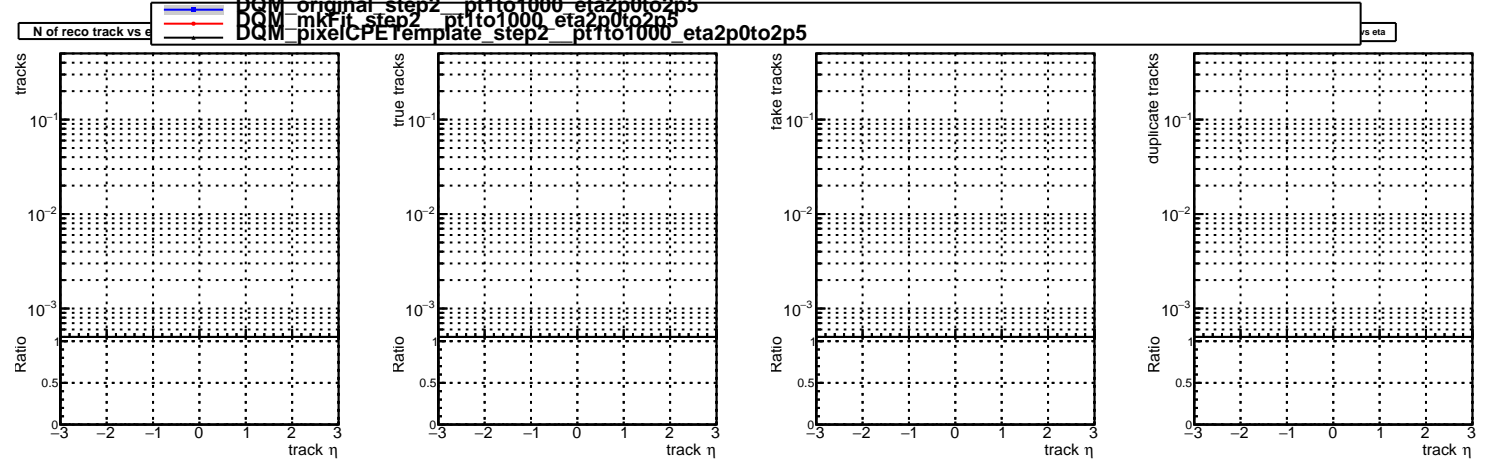 DQM_original_step2__pt1to1000_eta2p0to2p5
DQM_mkFit_step2__pt1to1000_eta2p0to2p5
DQM_pixelCPETemplate_step2__pt1to1000_eta2p0to2p5
N of reco track vs e
vs eta
tracks
10⁻¹
10⁻²
10⁻³
Ratio
1
0.5
0
−3 −2 −1 0 1 2 3
track η
true tracks
10⁻¹
10⁻²
10⁻³
Ratio
1
0.5
0
−3 −2 −1 0 1 2 3
track η
fake tracks
10⁻¹
10⁻²
10⁻³
Ratio
1
0.5
0
−3 −2 −1 0 1 2 3
track η
duplicate tracks
10⁻¹
10⁻²
10⁻³
Ratio
1
0.5
0
−3 −2 −1 0 1 2 3
track η